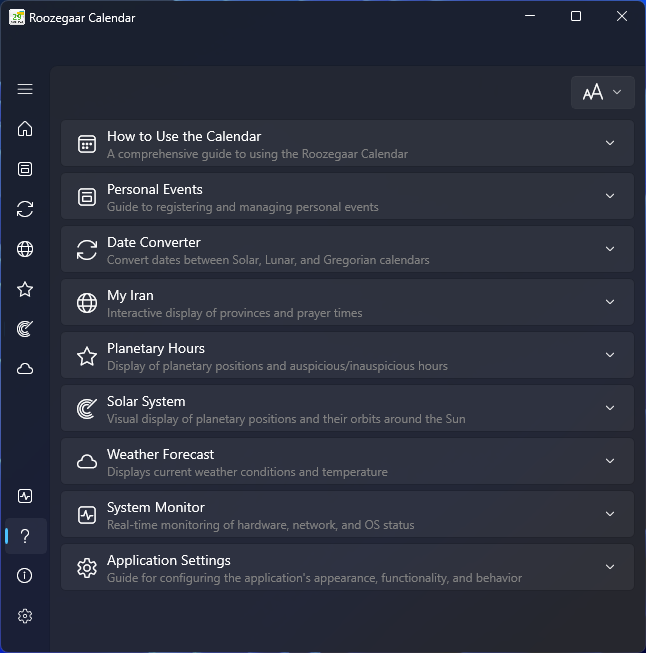 Roozegaar Calendar
AA
How to Use the Calendar
A comprehensive guide to using the Roozegaar Calendar
Personal Events
Guide to registering and managing personal events
Date Converter
Convert dates between Solar, Lunar, and Gregorian calendars
My Iran
Interactive display of provinces and prayer times
Planetary Hours
Display of planetary positions and auspicious/inauspicious hours
Solar System
Visual display of planetary positions and their orbits around the Sun
Weather Forecast
Displays current weather conditions and temperature
System Monitor
Real-time monitoring of hardware, network, and OS status
Application Settings
Guide for configuring the application's appearance, functionality, and behavior